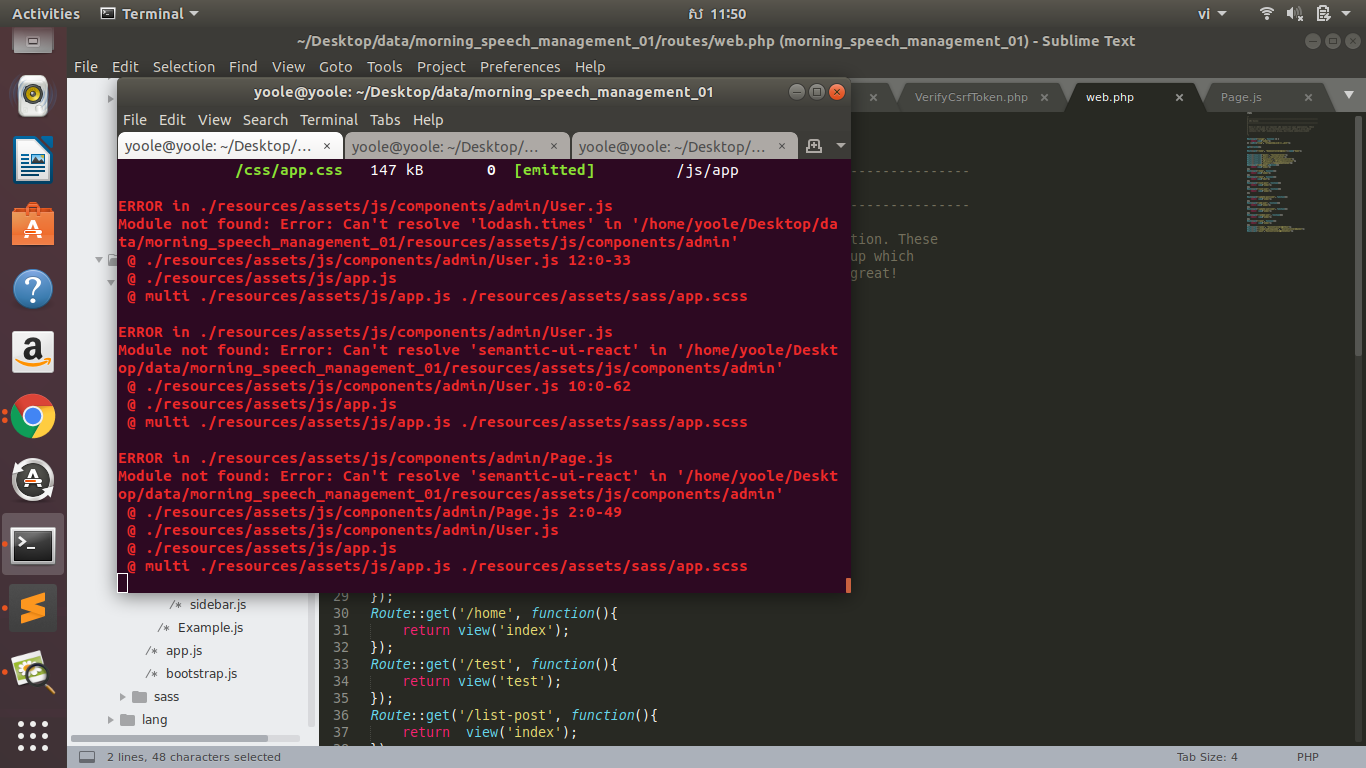 Activities
Terminal
ស 11:50
vi
~/Desktop/data/morning_speech_management_01/routes/web.php (morning_speech_management_01) - Sublime Text
File Edit Selection Find View Goto Tools Project Preferences Help
yoole@yoole: ~/Desktop/data/morning_speech_management_01
VerifyCsrfToken.php ×
web.php ×
Page.js ×
File Edit View Search Terminal Tabs Help
yoole@yoole: ~/Desktop/... ×
yoole@yoole: ~/Desktop/... ×
yoole@yoole: ~/Desktop/... ×
/css/app.css 147 kB 0 [emitted] /js/app
ERROR in ./resources/assets/js/components/admin/User.js
Module not found: Error: Can't resolve 'lodash.times' in '/home/yoole/Desktop/da
ta/morning_speech_management_01/resources/assets/js/components/admin'
@ ./resources/assets/js/components/admin/User.js 12:0-33
@ ./resources/assets/js/app.js
@ multi ./resources/assets/js/app.js ./resources/assets/sass/app.scss
ERROR in ./resources/assets/js/components/admin/User.js
Module not found: Error: Can't resolve 'semantic-ui-react' in '/home/yoole/Deskt
op/data/morning_speech_management_01/resources/assets/js/components/admin'
@ ./resources/assets/js/components/admin/User.js 10:0-62
@ ./resources/assets/js/app.js
@ multi ./resources/assets/js/app.js ./resources/assets/sass/app.scss
ERROR in ./resources/assets/js/components/admin/Page.js
Module not found: Error: Can't resolve 'semantic-ui-react' in '/home/yoole/Deskt
op/data/morning_speech_management_01/resources/assets/js/components/admin'
@ ./resources/assets/js/components/admin/Page.js 2:0-49
@ ./resources/assets/js/components/admin/User.js
@ ./resources/assets/js/app.js
@ multi ./resources/assets/js/app.js ./resources/assets/sass/app.scss
tion. These
up which
great!
/* sidebar.js
/* Example.js
/* app.js
/* bootstrap.js
sass
lang
29 });
30 Route::get('/home', function(){
31 return view('index');
32 });
33 Route::get('/test', function(){
34 return view('test');
35 });
36 Route::get('/list-post', function(){
37 return view('index');
2 lines, 48 characters selected
Tab Size: 4
PHP